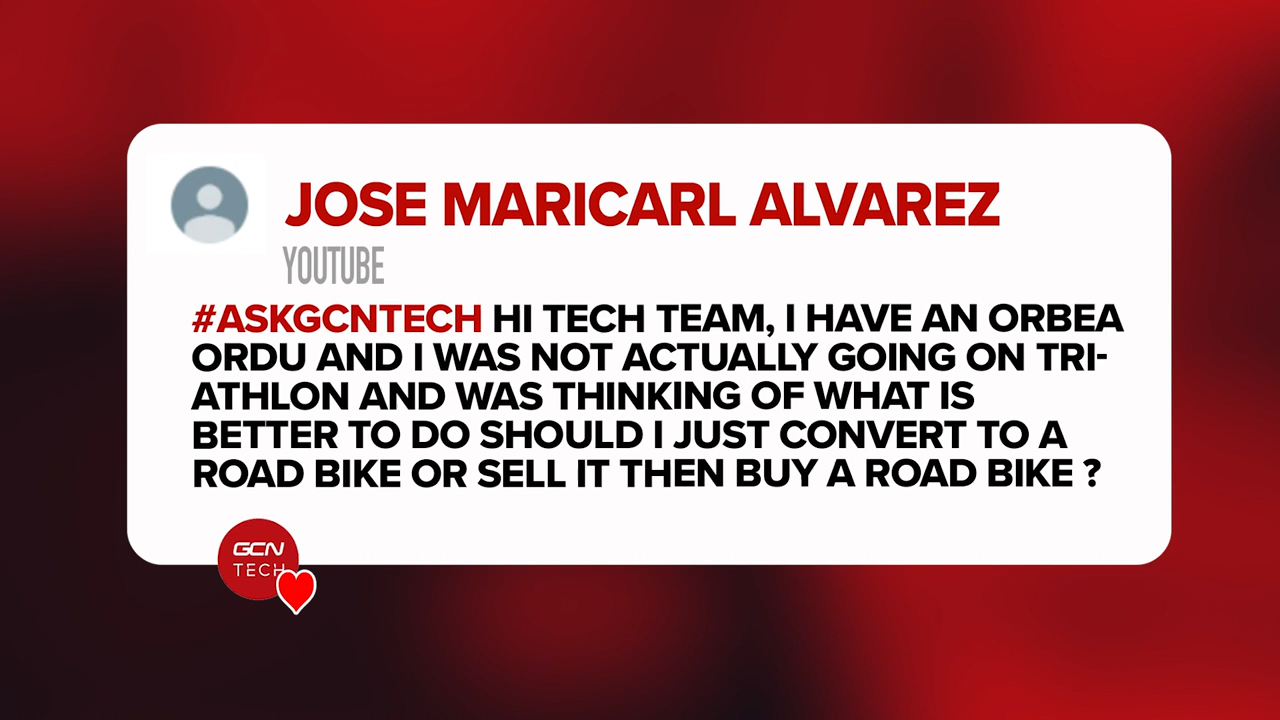 JOSE MARICARL ALVAREZ
YOUTUBE
#ASKGCNTECH HI TECH TEAM, I HAVE AN ORBEA
ORDU AND I WAS NOT ACTUALLY GOING ON TRI-
ATHLON AND WAS THINKING OF WHAT IS
BETTER TO DO SHOULD I JUST CONVERT TO A
ROAD BIKE OR SELL IT THEN BUY A ROAD BIKE ?
GCN
TECH